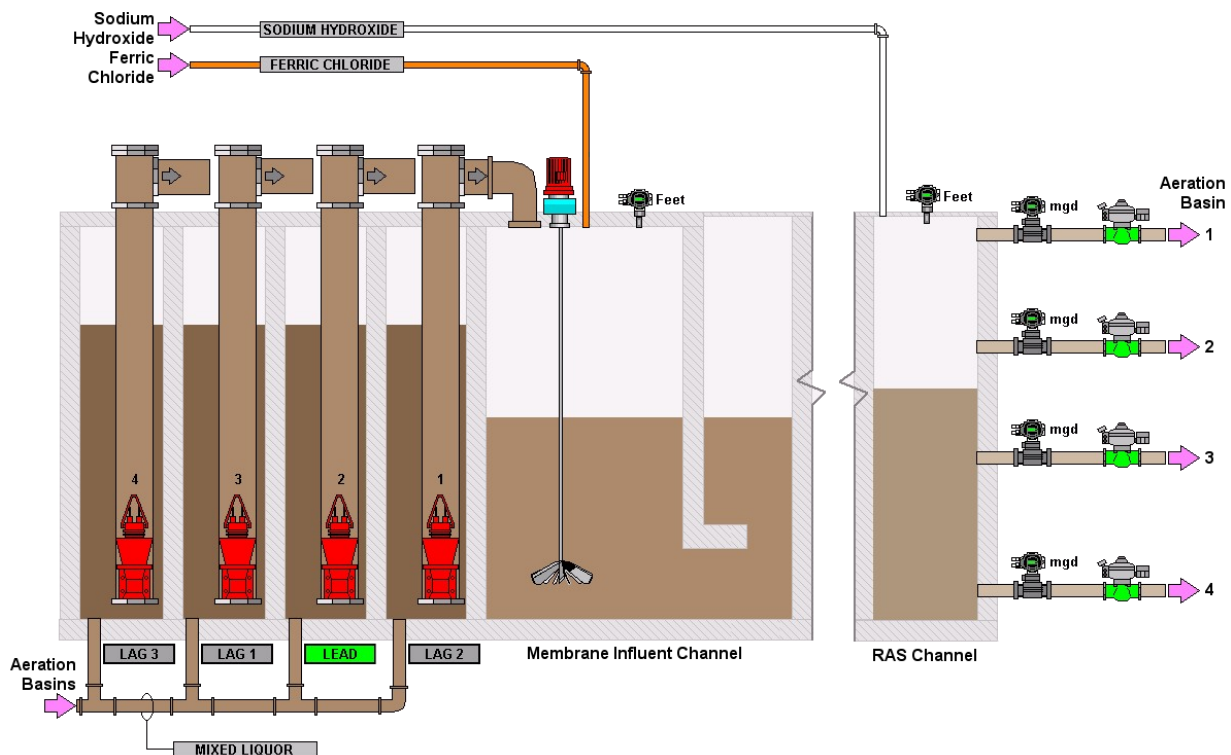 Sodium
Hydroxide
SODIUM HYDROXIDE
Ferric
Chloride
FERRIC CHLORIDE
Feet
Feet
mgd
Aeration
Basin
1
mgd
2
mgd
3
mgd
4
4
3
2
1
LAG 3
LAG 1
LEAD
LAG 2
Membrane Influent Channel
RAS Channel
Aeration
Basins
MIXED LIQUOR